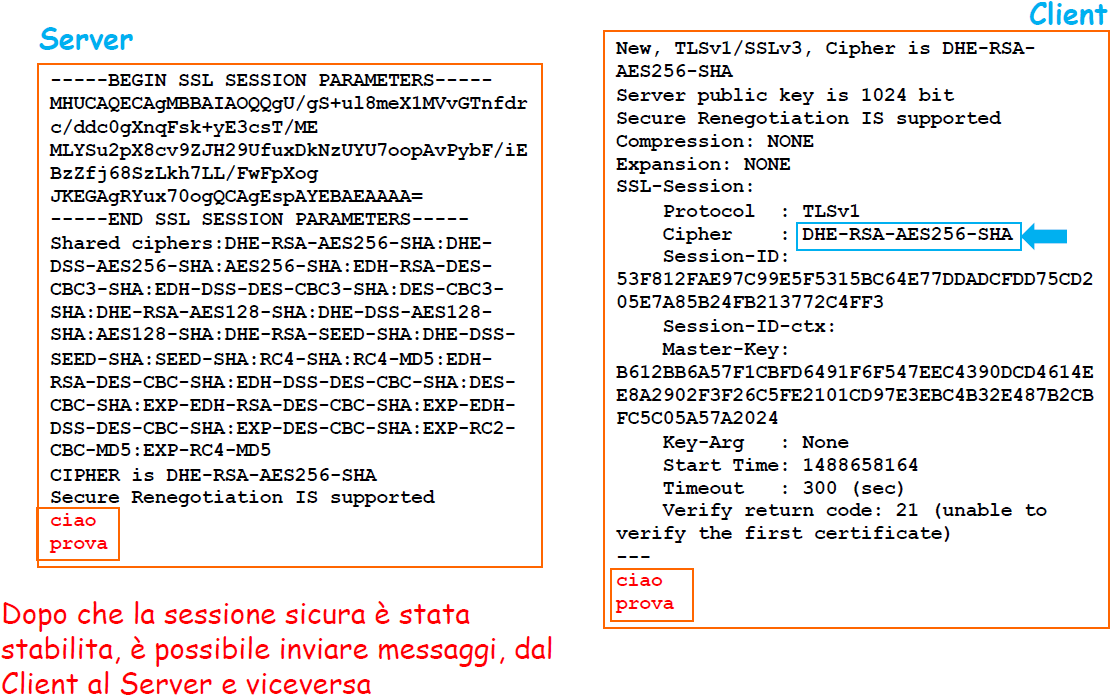 Server
-----BEGIN SSL SESSION PARAMETERS-----
MHUCAQECAgMBBAIAOQQgU/gS+ul8meX1MVvGTnfdr
c/ddc0gXnqFsk+yE3csT/ME
MLYSu2pX8cv9ZJH29UfuxDkNzUYU7oopAvPybF/iE
BzZfj68SzLkh7LL/FwFpXog
JKEGAgRYux70ogQCAgEspAYEBAEAAAA=
-----END SSL SESSION PARAMETERS-----
Shared ciphers:DHE-RSA-AES256-SHA:DHE-
DSS-AES256-SHA:AES256-SHA:EDH-RSA-DES-
CBC3-SHA:EDH-DSS-DES-CBC3-SHA:DES-CBC3-
SHA:DHE-RSA-AES128-SHA:DHE-DSS-AES128-
SHA:AES128-SHA:DHE-RSA-SEED-SHA:DHE-DSS-
SEED-SHA:SEED-SHA:RC4-SHA:RC4-MD5:EDH-
RSA-DES-CBC-SHA:EDH-DSS-DES-CBC-SHA:DES-
CBC-SHA:EXP-EDH-RSA-DES-CBC-SHA:EXP-EDH-
DSS-DES-CBC-SHA:EXP-DES-CBC-SHA:EXP-RC2-
CBC-MD5:EXP-RC4-MD5
CIPHER is DHE-RSA-AES256-SHA
Secure Renegotiation IS supported
ciao
prova
Dopo che la sessione sicura è stata
stabilita, è possibile inviare messaggi, dal
Client al Server e viceversa
Client
New, TLSv1/SSLv3, Cipher is DHE-RSA-
AES256-SHA
Server public key is 1024 bit
Secure Renegotiation IS supported
Compression: NONE
Expansion: NONE
SSL-Session:
Protocol : TLSv1
Cipher : DHE-RSA-AES256-SHA
Session-ID:
53F812FAE97C99E5F5315BC64E77DDADCFDD75CD2
05E7A85B24FB213772C4FF3
Session-ID-ctx:
Master-Key:
B612BB6A57F1CBFD6491F6F547EEC4390DCD4614E
E8A2902F3F26C5FE2101CD97E3EBC4B32E487B2CB
FC5C05A57A2024
Key-Arg : None
Start Time: 1488658164
Timeout : 300 (sec)
Verify return code: 21 (unable to
verify the first certificate)
---
ciao
prova